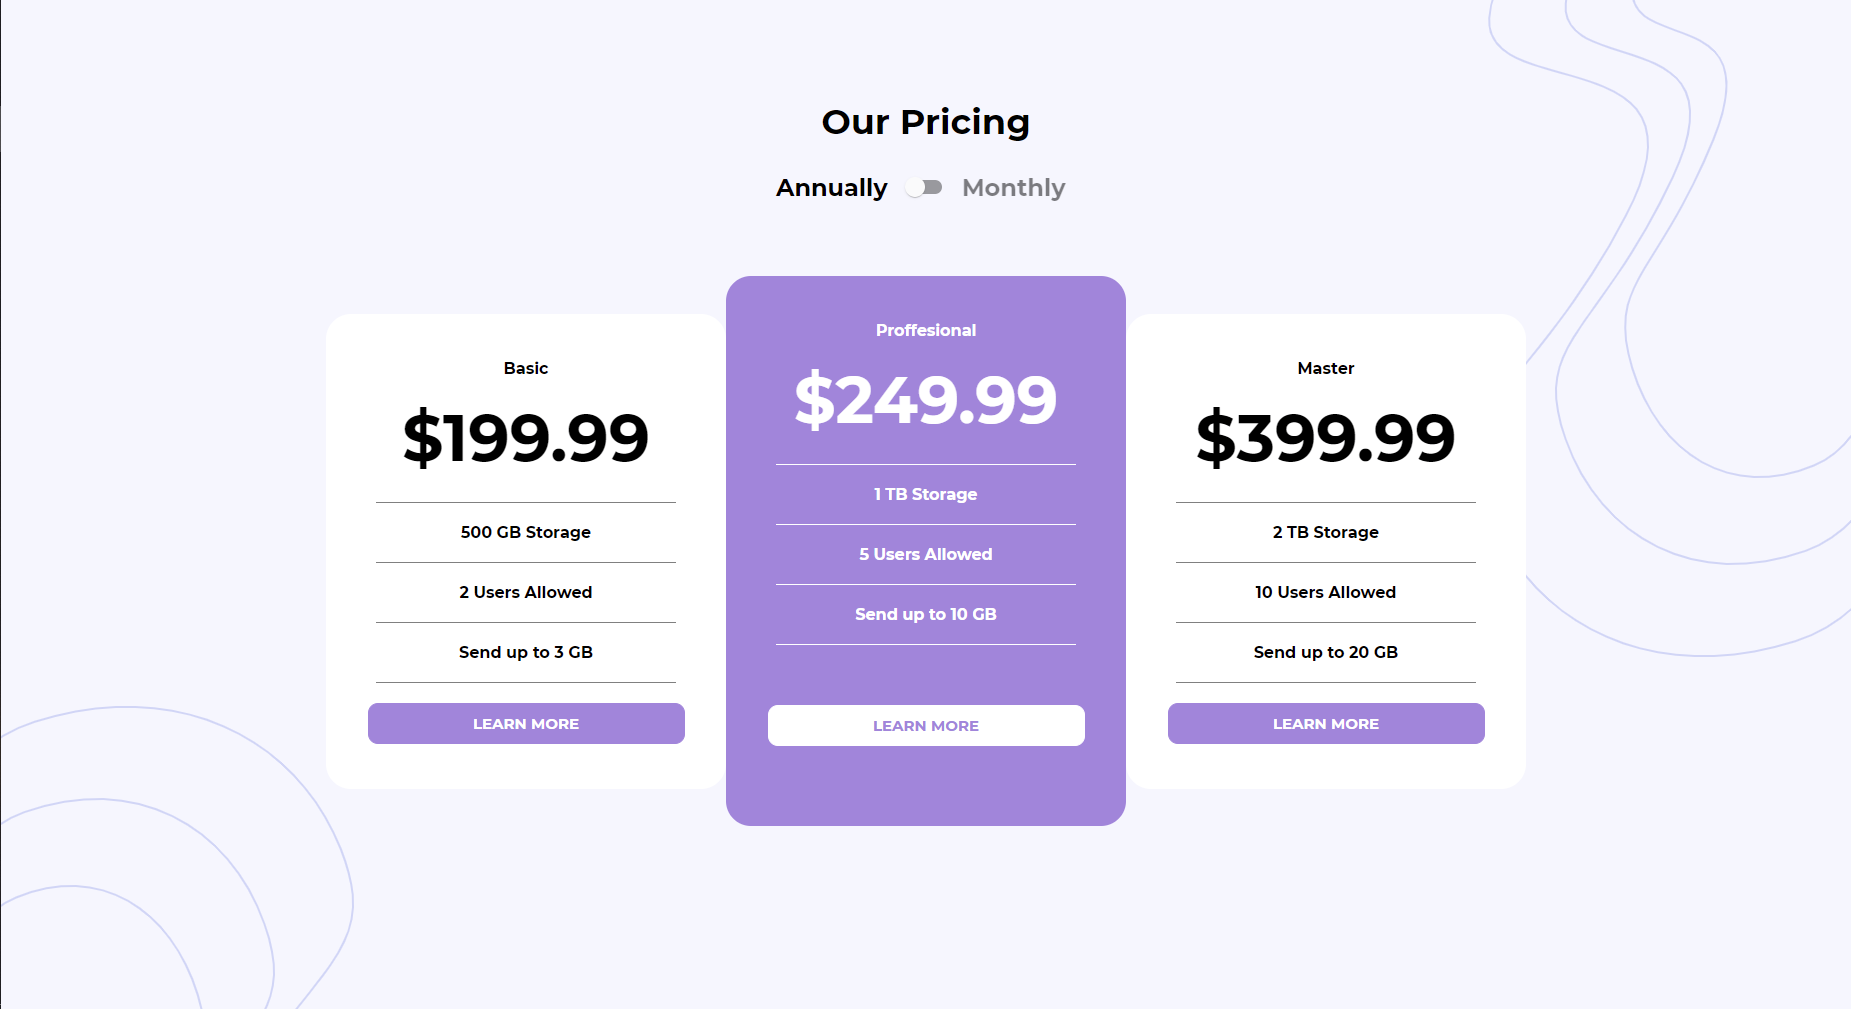 Our Pricing
Annually Monthly
Basic
$199.99
500 GB Storage
2 Users Allowed
Send up to 3 GB
LEARN MORE
Proffesional
$249.99
1 TB Storage
5 Users Allowed
Send up to 10 GB
LEARN MORE
Master
$399.99
2 TB Storage
10 Users Allowed
Send up to 20 GB
LEARN MORE